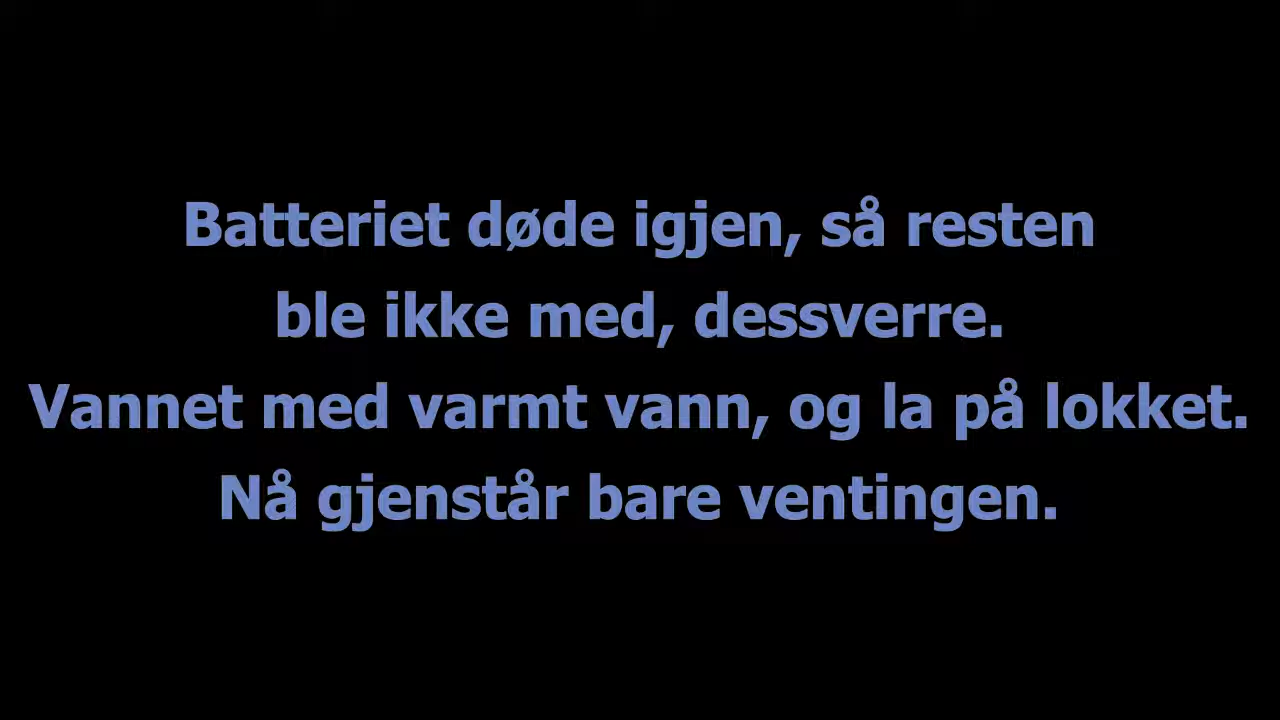 Batteriet døde igjen, så resten
ble ikke med, dessverre.
Vannet med varmt vann, og la på lokket.
Nå gjenstår bare ventingen.